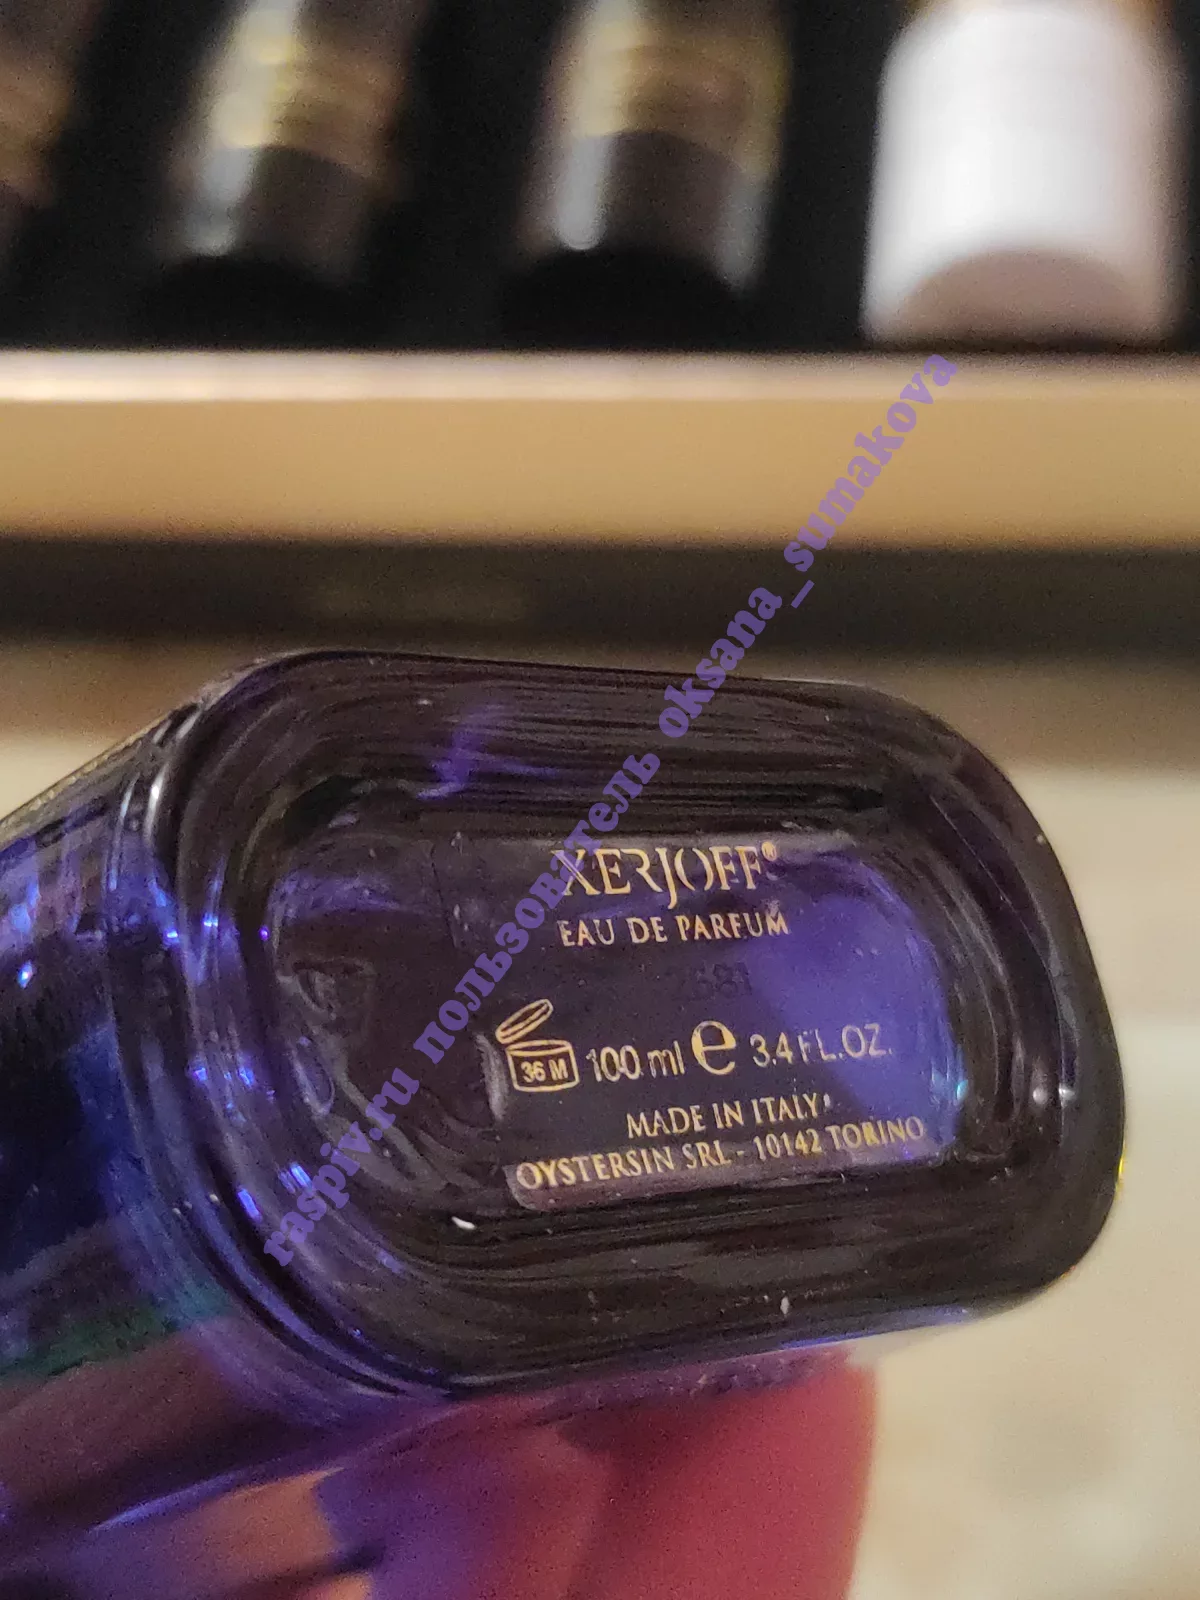 XERJOFF®
EAU DE PARFUM
36 M 100 ml e 3.4 FL.OZ.
MADE IN ITALY
OYSTERSIN SRL - 10142 TORINO
raspiv.ru пользователь oksana_sumakova